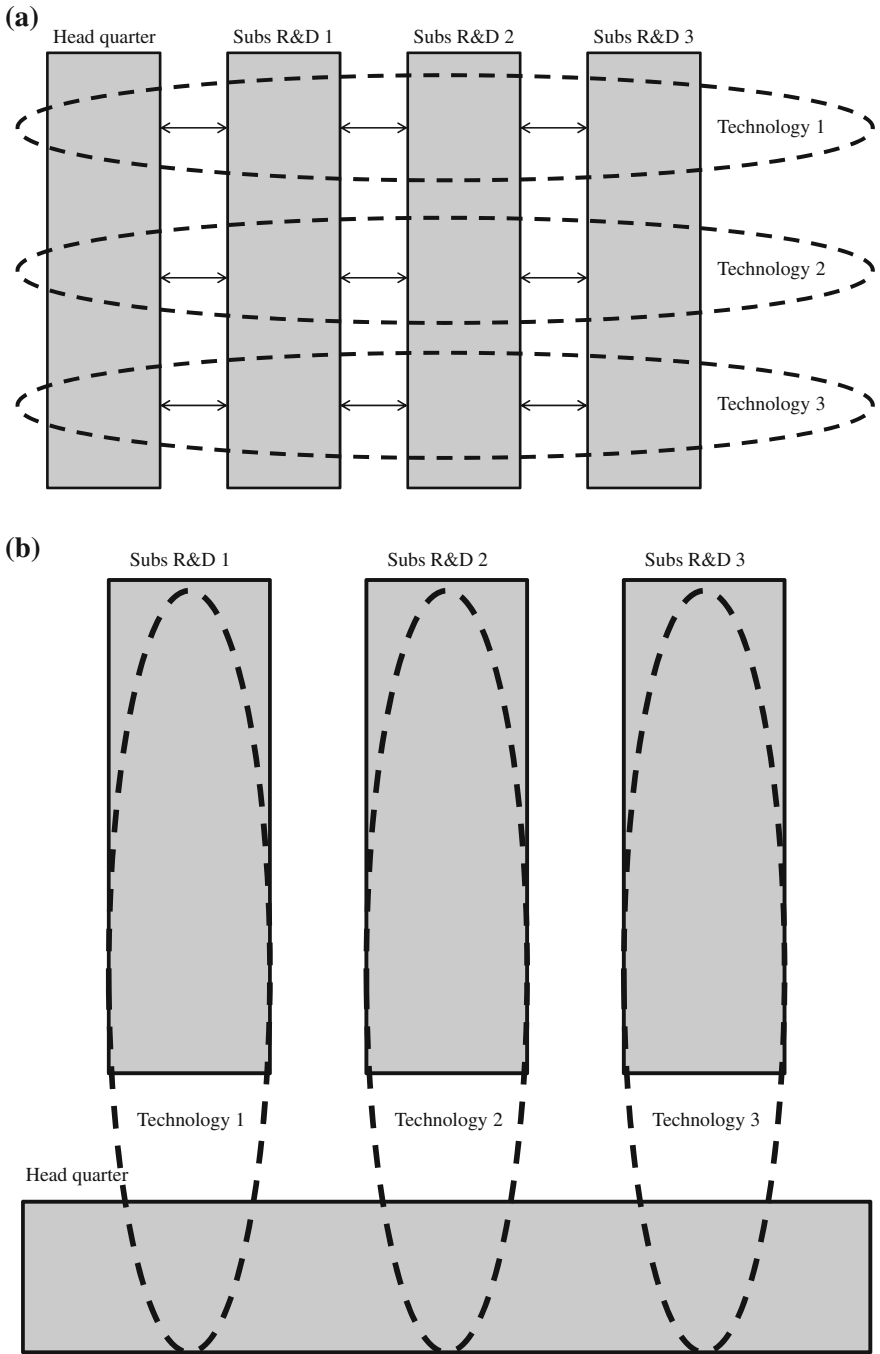 (a)
Head quarter Subs R&D 1 Subs R&D 2 Subs R&D 3
Technology 1
Technology 2
Technology 3
(b)
Subs R&D 1 Subs R&D 2 Subs R&D 3
Technology 1 Technology 2 Technology 3
Head quarter